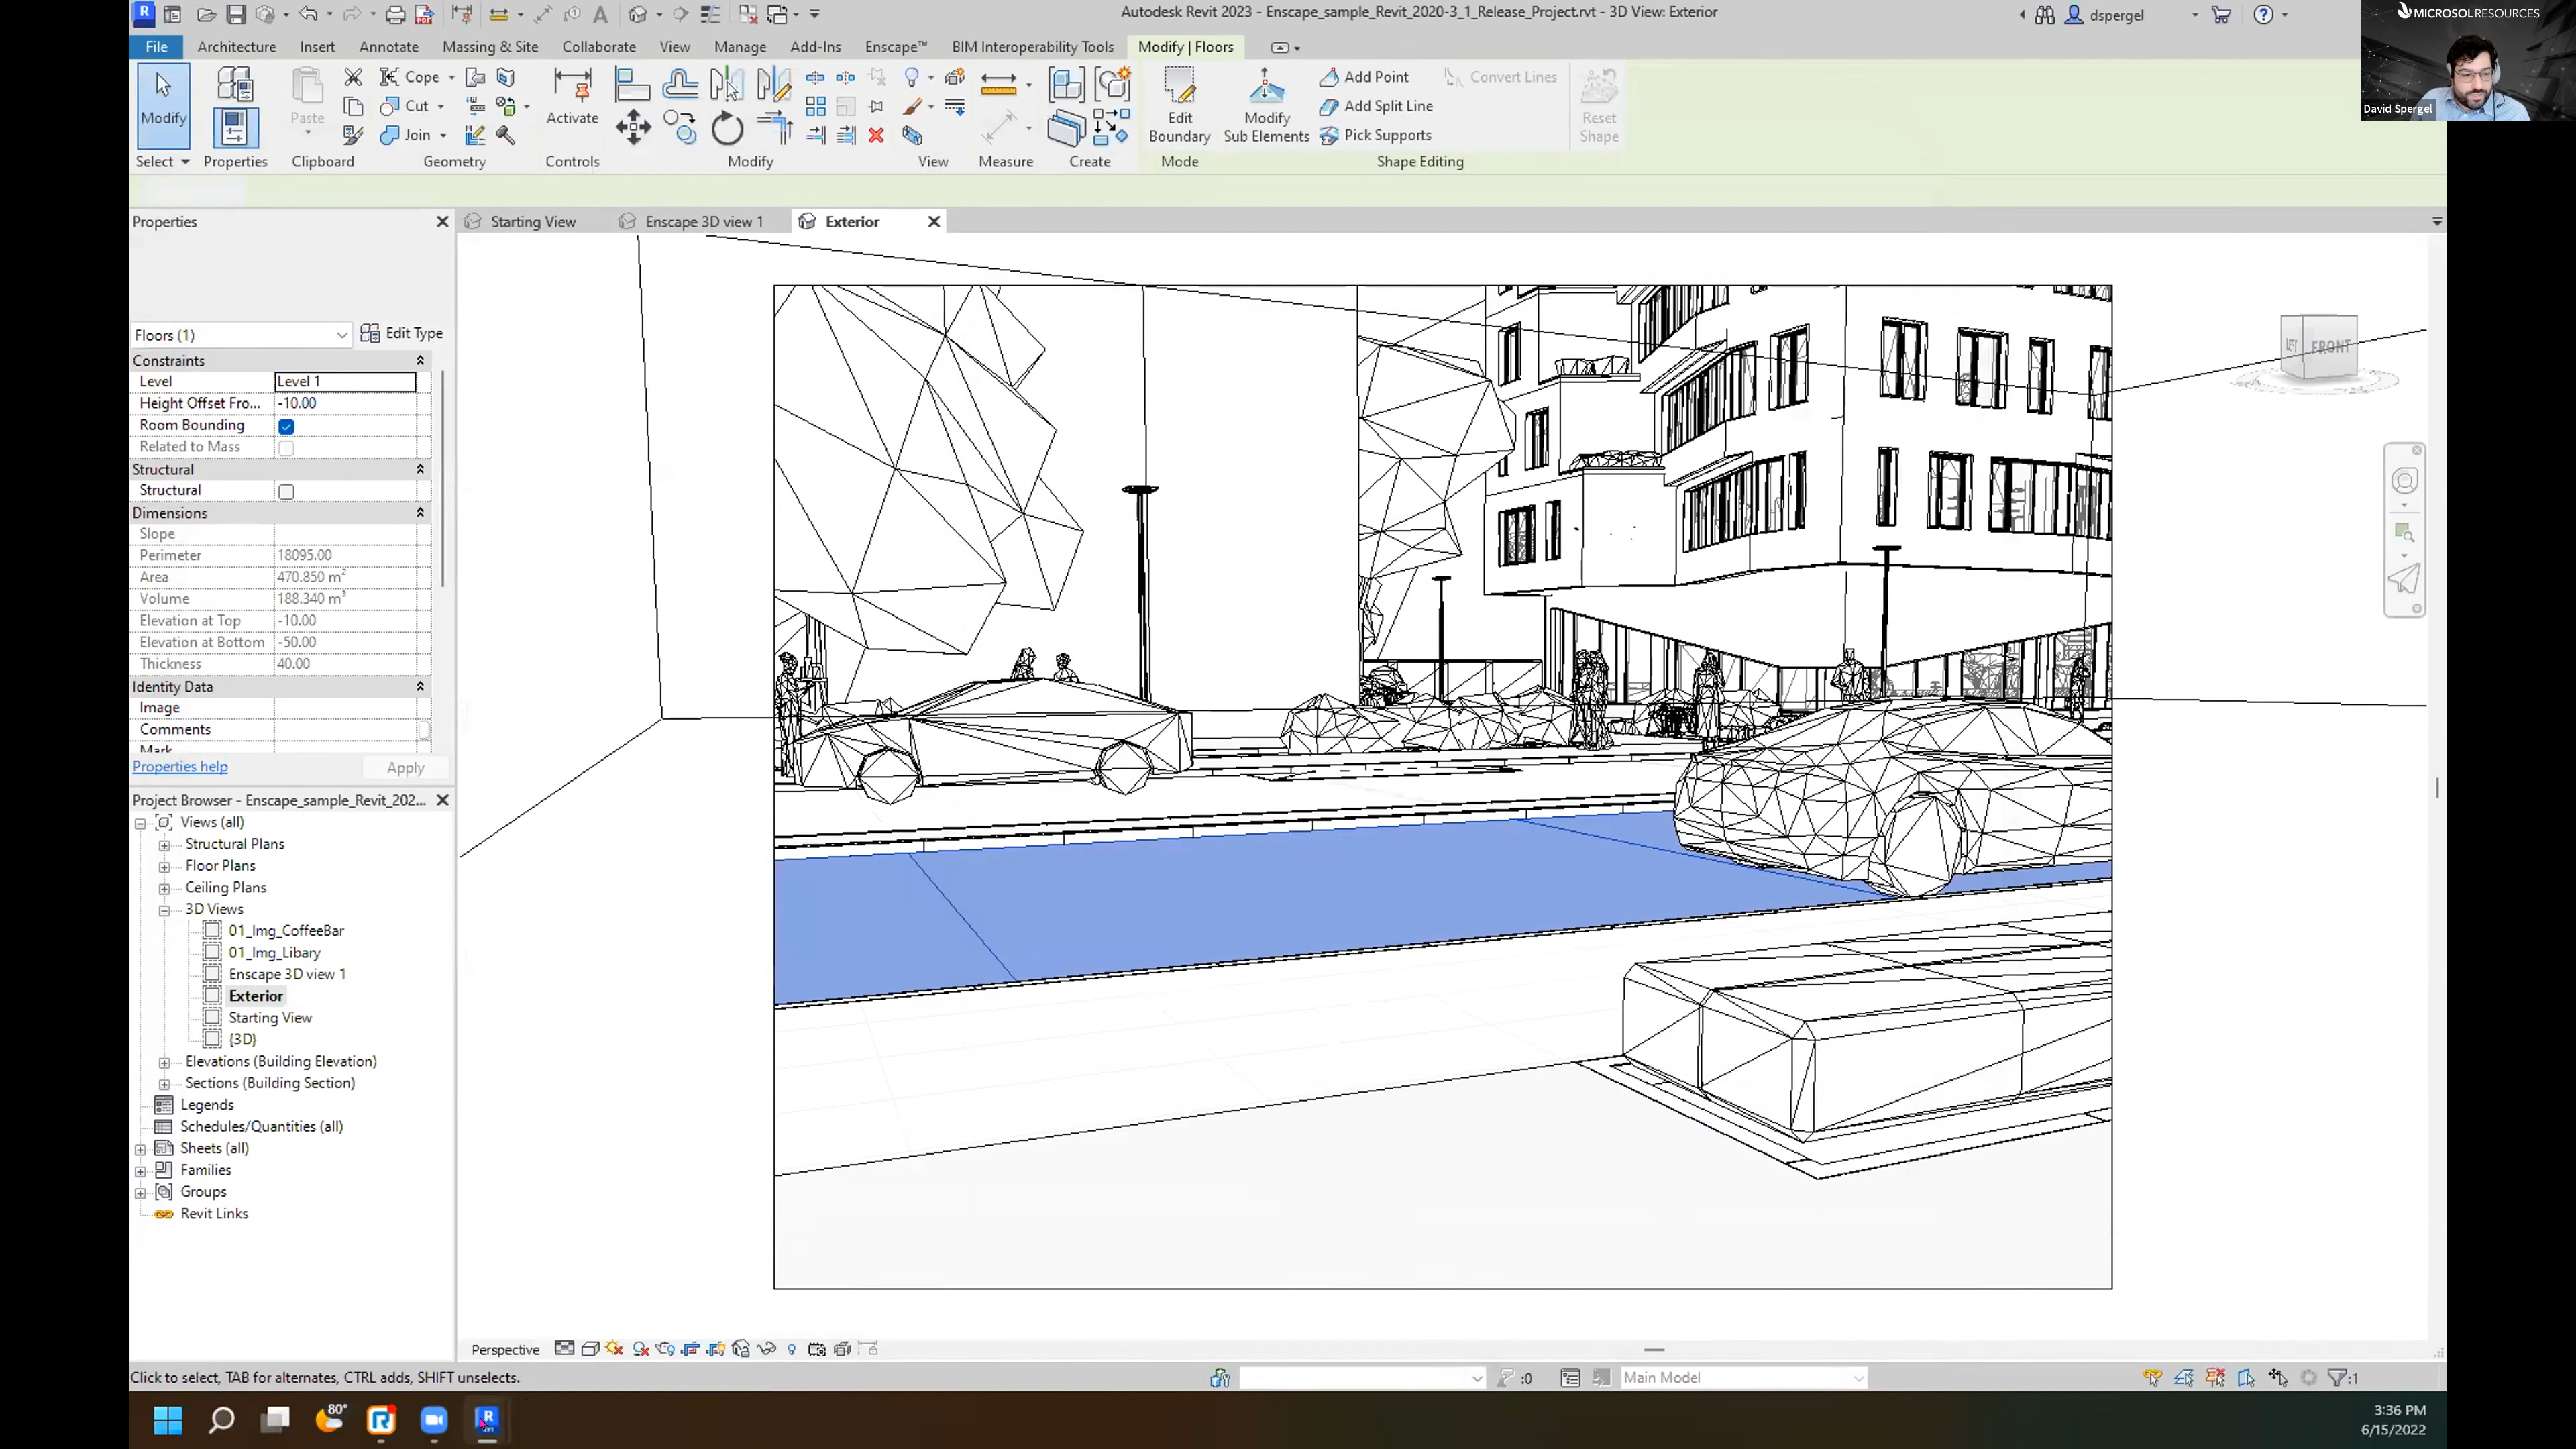 Autodesk Revit 2023 - Enscape_sample_Revit_2020-3_1_Release_Project.rvt - 3D View: Exterior
dspergel
MICROSOL RESOURCES
David Spergel
File Architecture Insert Annotate Massing & Site Collaborate View Manage Add-Ins Enscape™ BIM Interoperability Tools Modify | Floors
Modify
Paste
Cope
Cut
Join
Activate
Edit Boundary
Modify Sub Elements
Add Point
Add Split Line
Pick Supports
Convert Lines
Reset Shape
Select Properties Clipboard Geometry Controls Modify View Measure Create Mode Shape Editing
Properties
Starting View Enscape 3D view 1 Exterior
Floors (1) Edit Type
Constraints
Level Level 1
Height Offset Fro... -10.00
Room Bounding
Related to Mass
Structural
Structural
Dimensions
Slope
Perimeter 18095.00
Area 470.850 m²
Volume 188.340 m³
Elevation at Top -10.00
Elevation at Bottom -50.00
Thickness 40.00
Identity Data
Image
Comments
Mark
Properties help Apply
Project Browser - Enscape_sample_Revit_202...
Views (all)
Structural Plans
Floor Plans
Ceiling Plans
3D Views
01_Img_CoffeeBar
01_Img_Libary
Enscape 3D view 1
Exterior
Starting View
{3D}
Elevations (Building Elevation)
Sections (Building Section)
Legends
Schedules/Quantities (all)
Sheets (all)
Families
Groups
Revit Links
LEFT FRONT
Perspective
Click to select, TAB for alternates, CTRL adds, SHIFT unselects.
:0
Main Model
:1
80°
3:36 PM
6/15/2022